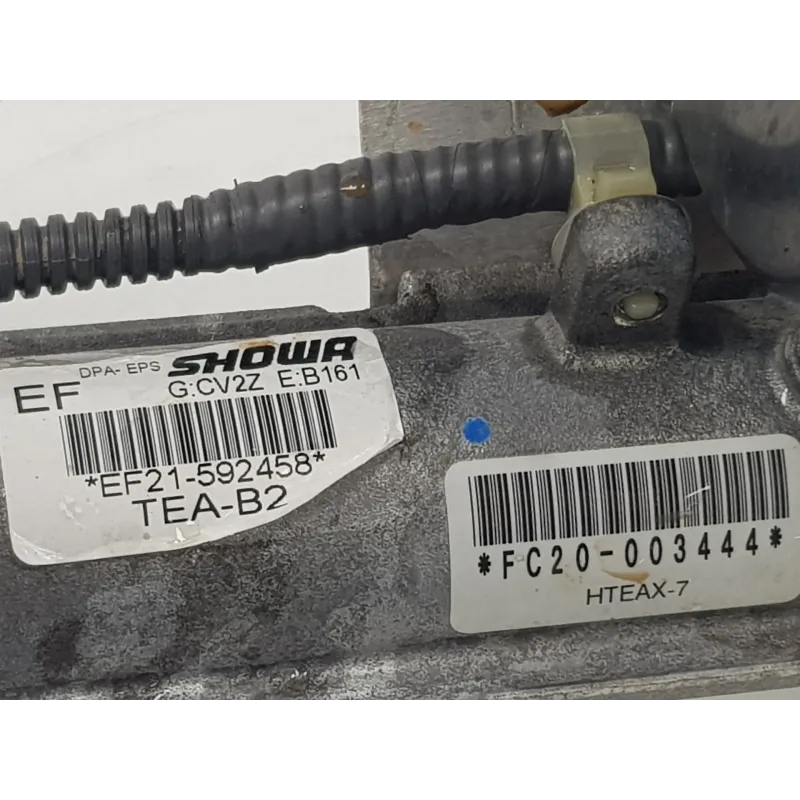 DPA- EPS SHOWA
EF G:CV2Z E:B161
*EF21-592458*
TEA-B2
*FC20-003444*
HTEAX-7